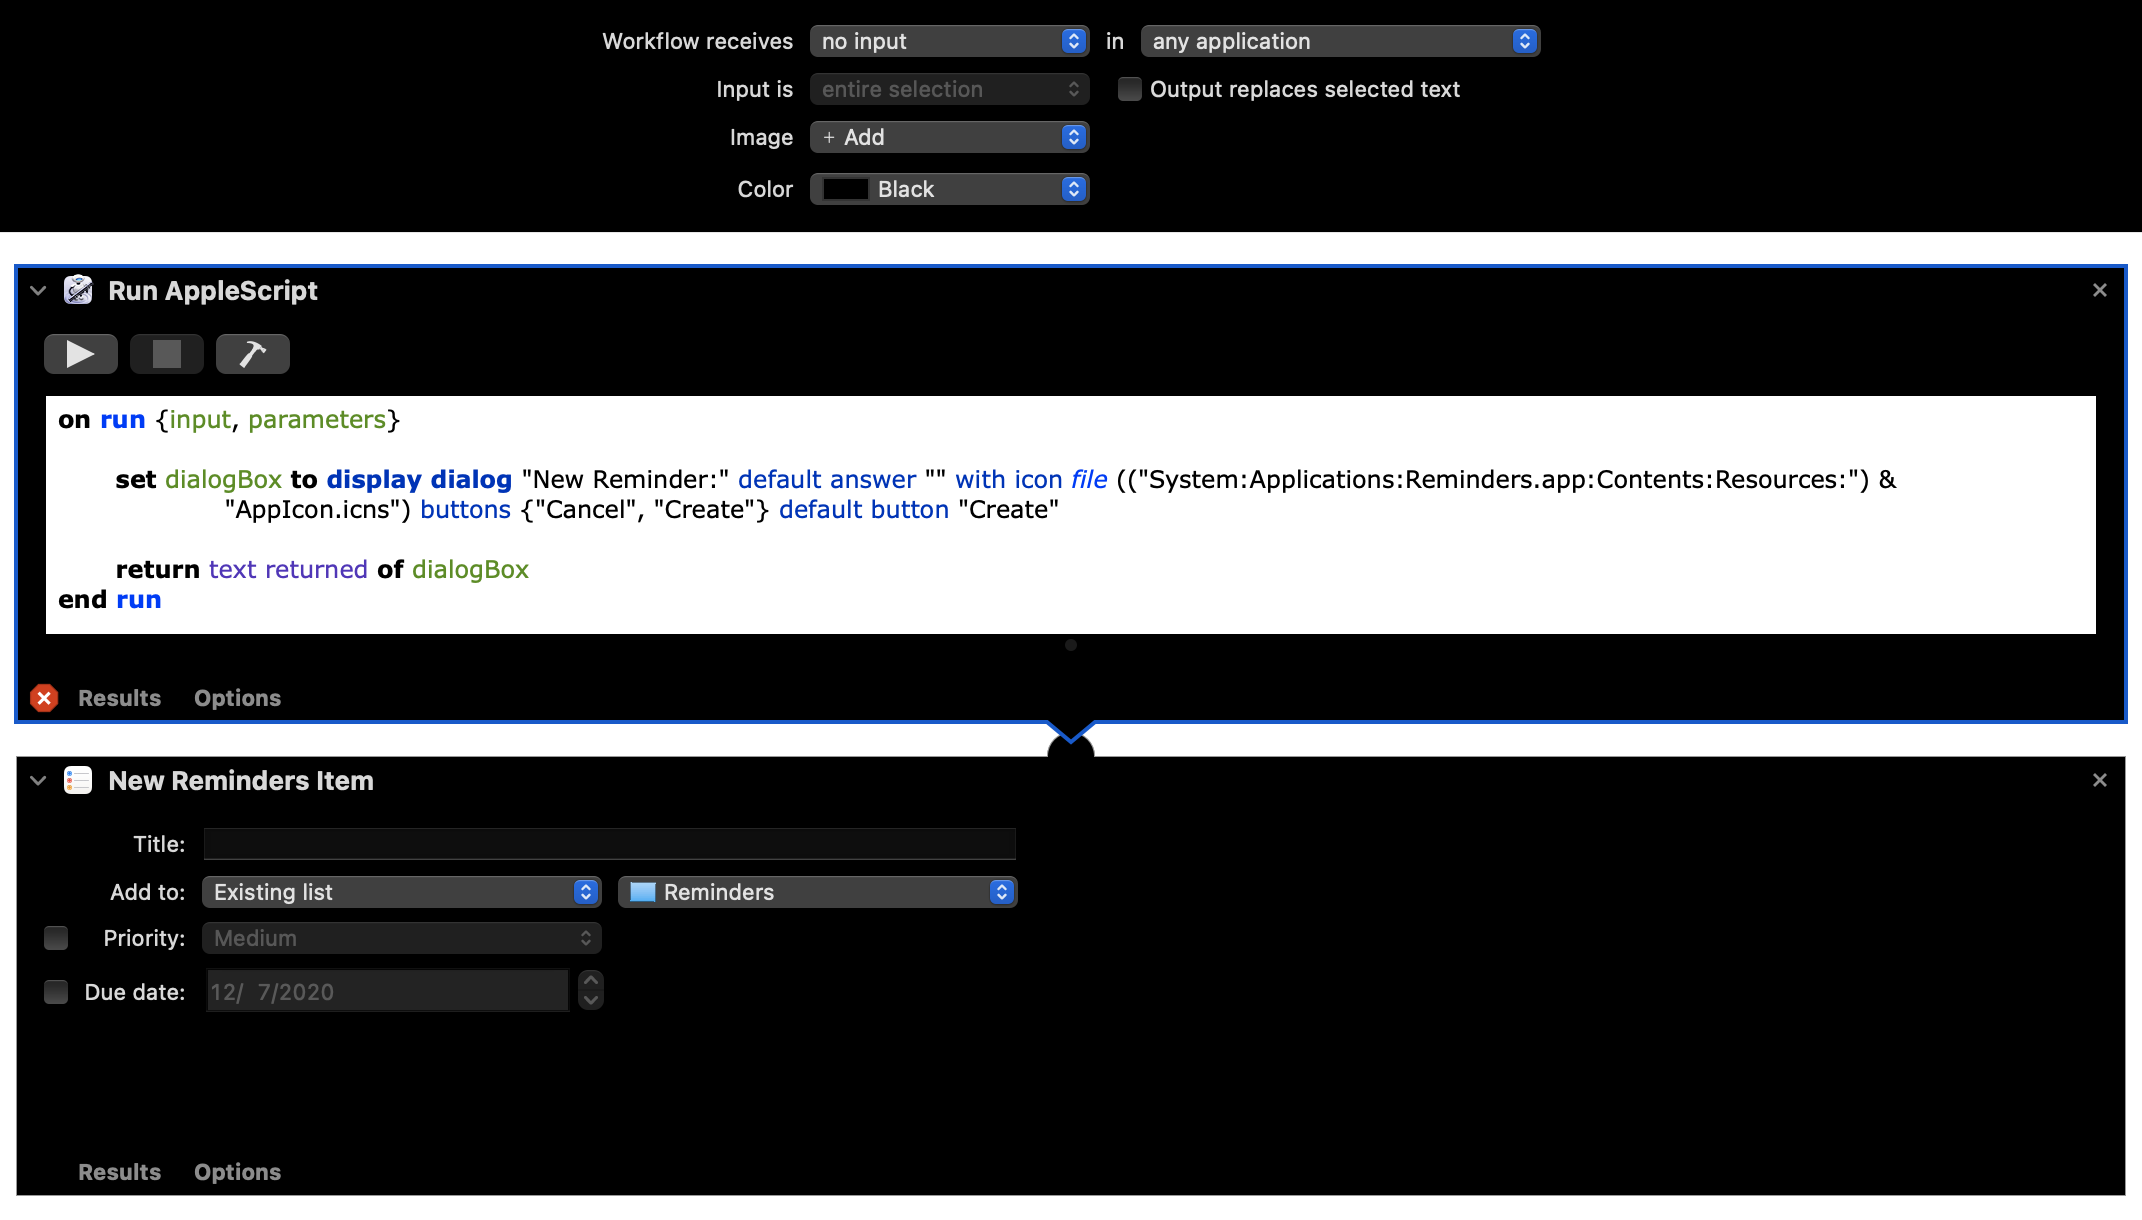 Workflow receives no input in any application
Input is entire selection Output replaces selected text
Image + Add
Color Black
Run AppleScript
on run {input, parameters}
set dialogBox to display dialog "New Reminder:" default answer "" with icon file (("System:Applications:Reminders.app:Contents:Resources:") &
"AppIcon.icns") buttons {"Cancel", "Create"} default button "Create"
return text returned of dialogBox
end run
Results Options
New Reminders Item
Title:
Add to: Existing list Reminders
Priority: Medium
Due date: 12/ 7/2020
Results Options